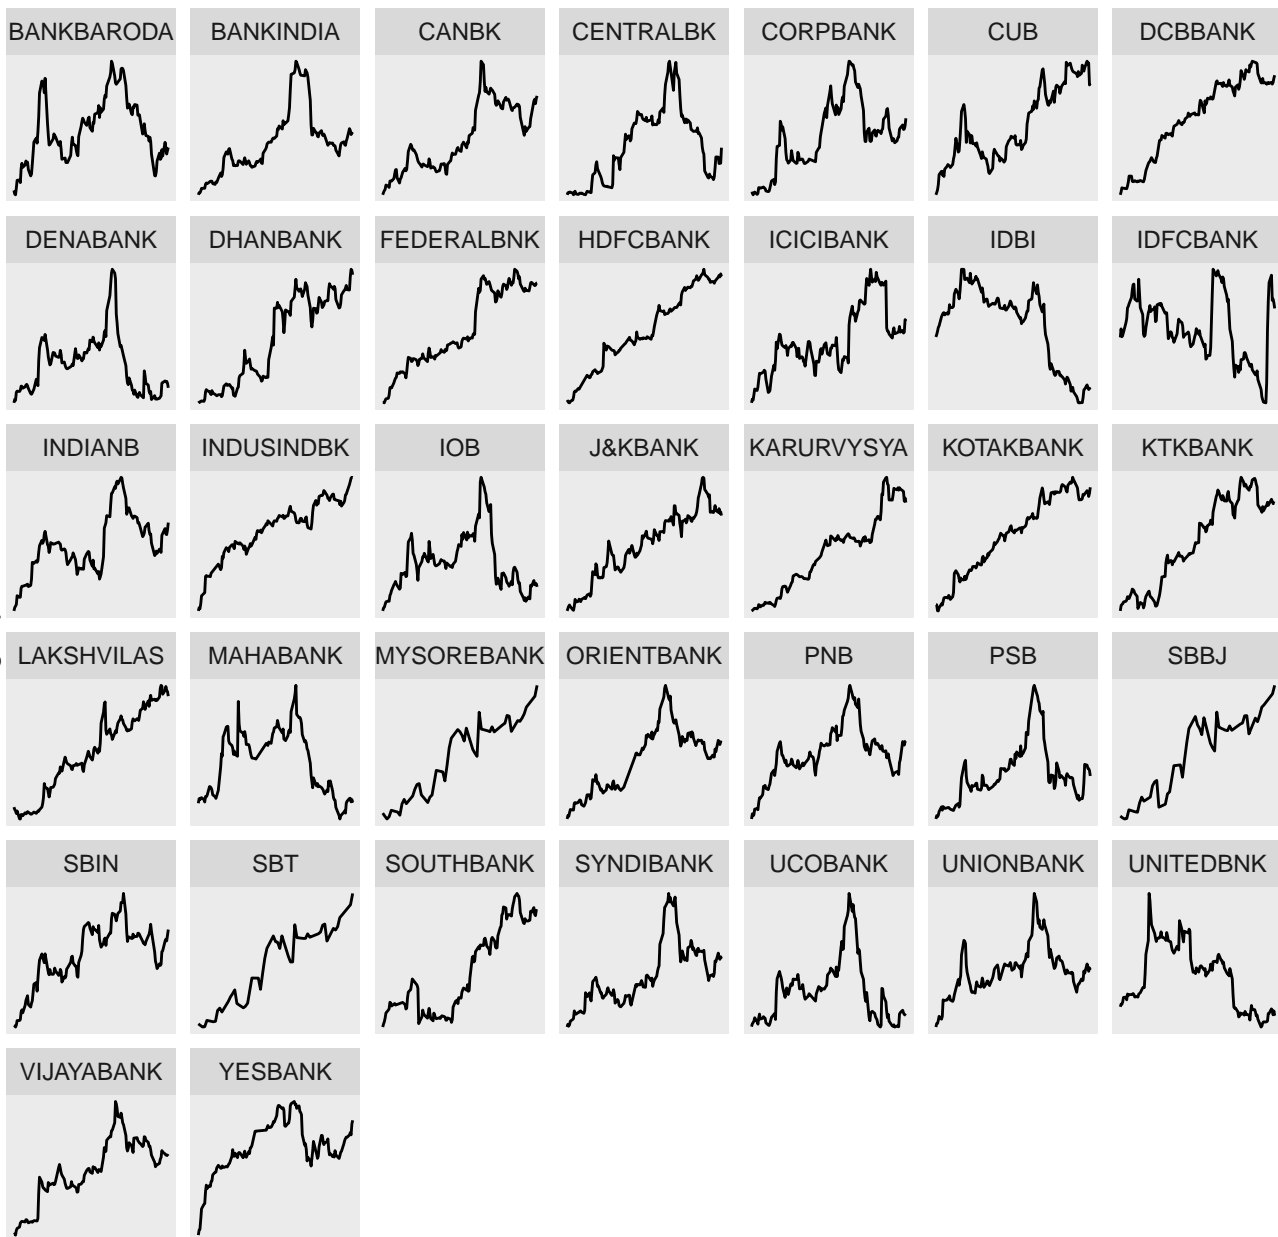 BANKBARODA BANKINDIA CANBK CENTRALBK CORPBANK CUB DCBBANK
DENABANK DHANBANK FEDERALBNK HDFCBANK ICICIBANK IDBI IDFCBANK
INDIANB INDUSINDBK IOB J&KBANK KARURVYSYA KOTAKBANK KTKBANK
LAKSHVILAS MAHABANK MYSOREBANK ORIENTBANK PNB PSB SBBJ
SBIN SBT SOUTHBANK SYNDIBANK UCOBANK UNIONBANK UNITEDBNK
VIJAYABANK YESBANK